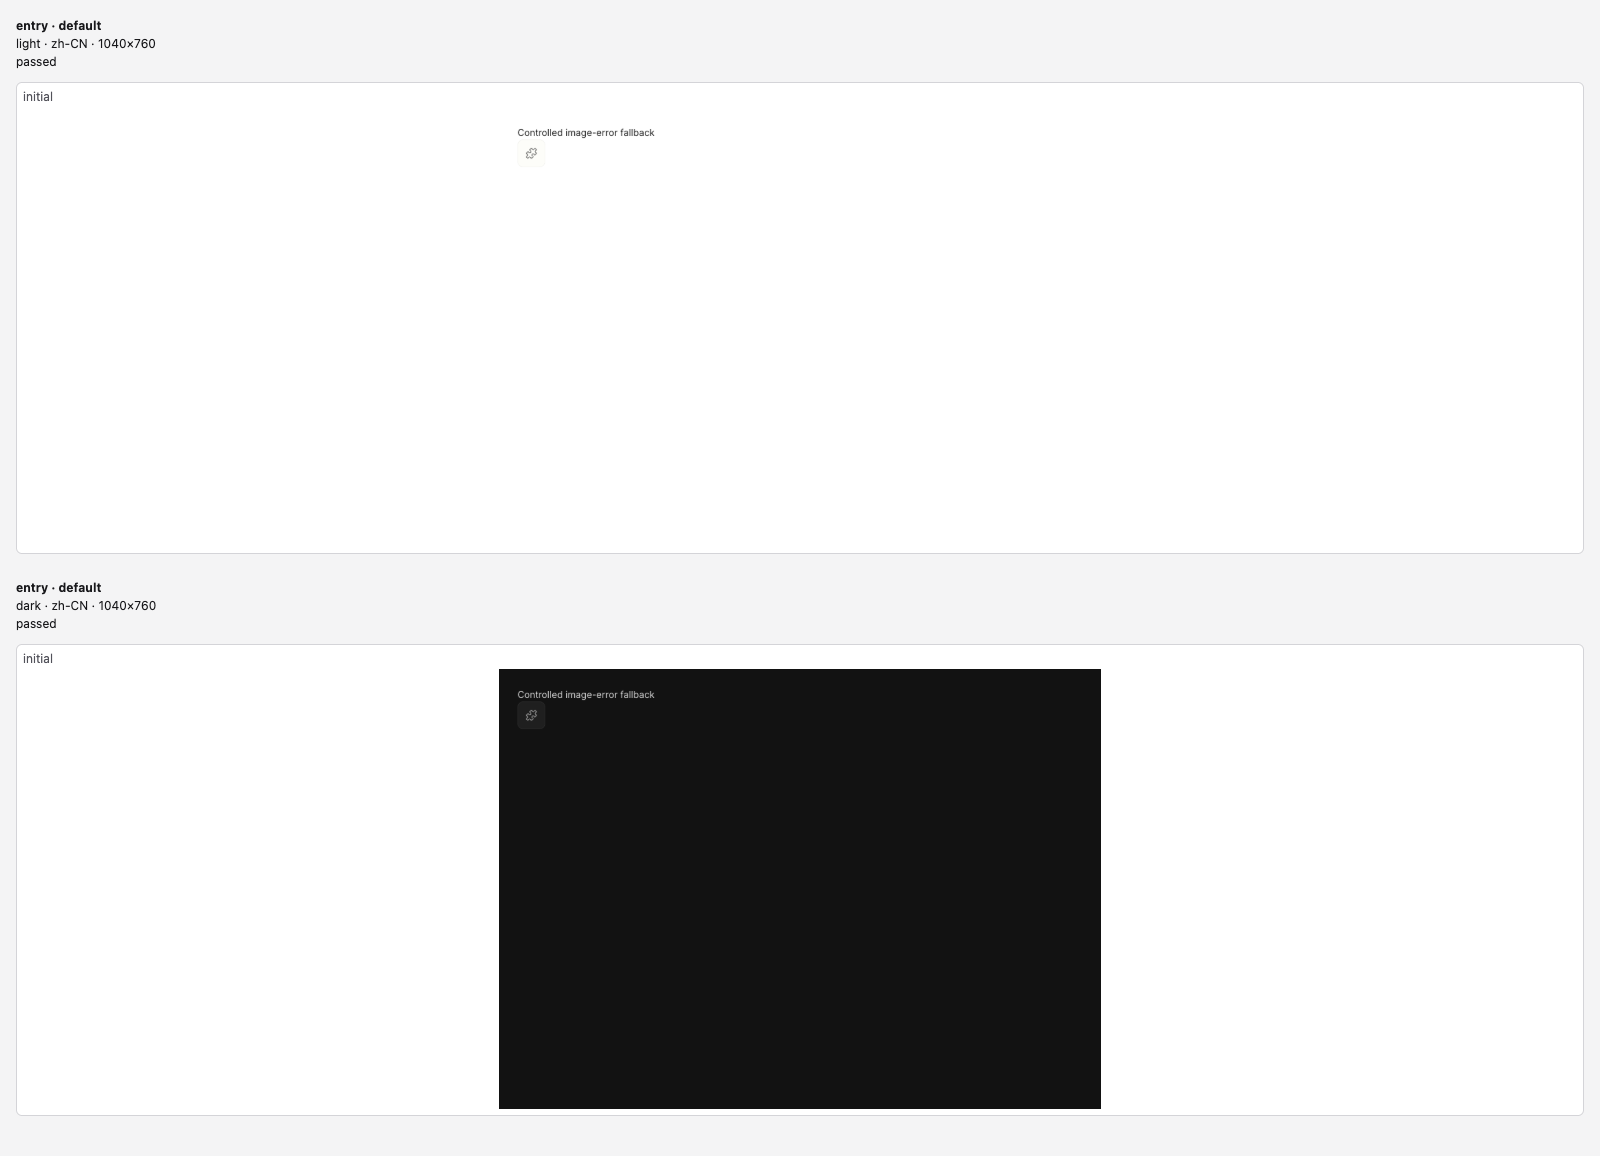 entry · default
light · zh-CN · 1040×760
passed
initial
Controlled image-error fallback
entry · default
dark · zh-CN · 1040×760
passed
initial
Controlled image-error fallback